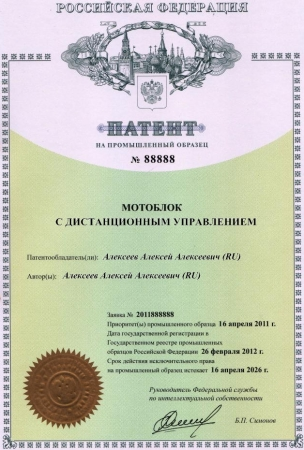 РОССИЙСКАЯ ФЕДЕРАЦИЯ
ПАТЕНТ
НА ПРОМЫШЛЕННЫЙ ОБРАЗЕЦ
№ 88888
МОТОБЛОК
С ДИСТАНЦИОННЫМ УПРАВЛЕНИЕМ
Патентообладатель(ли): Алексеев Алексей Алексеевич (RU)
Автор(ы): Алексеев Алексей Алексеевич (RU)
Заявка № 2011888888
Приоритет(ы) промышленного образца 16 апреля 2011 г.
Дата государственной регистрации в
Государственном реестре промышленных
образцов Российской Федерации 26 февраля 2012 г.
Срок действия исключительного права
на промышленный образец истекает 16 апреля 2026 г.
Руководитель Федеральной службы
по интеллектуальной собственности
Б.П. Симонов